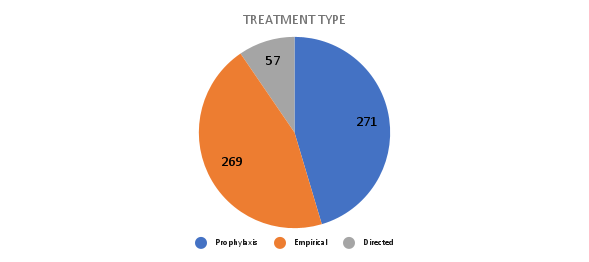 TREATMENT TYPE
57
271
269
Prophylaxis Empirical Directed